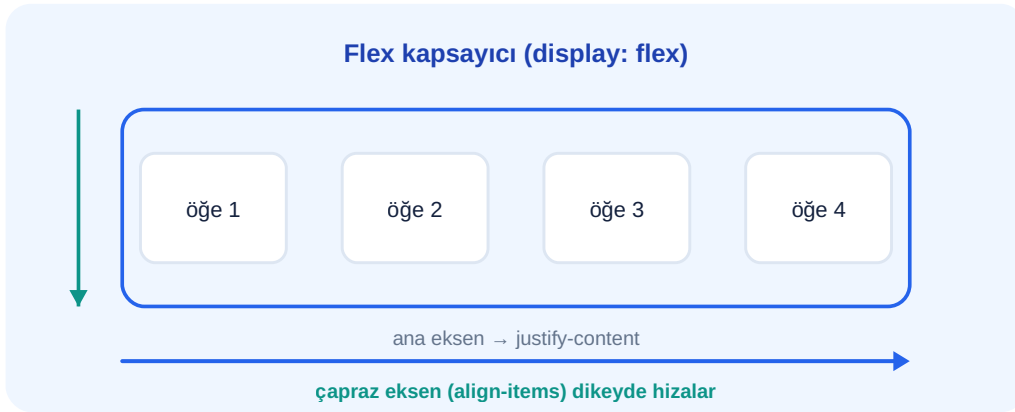 Flex kapsayıcı (display: flex)
öğe 1
öğe 2
öğe 3
öğe 4
ana eksen → justify-content
çapraz eksen (align-items) dikeyde hizalar